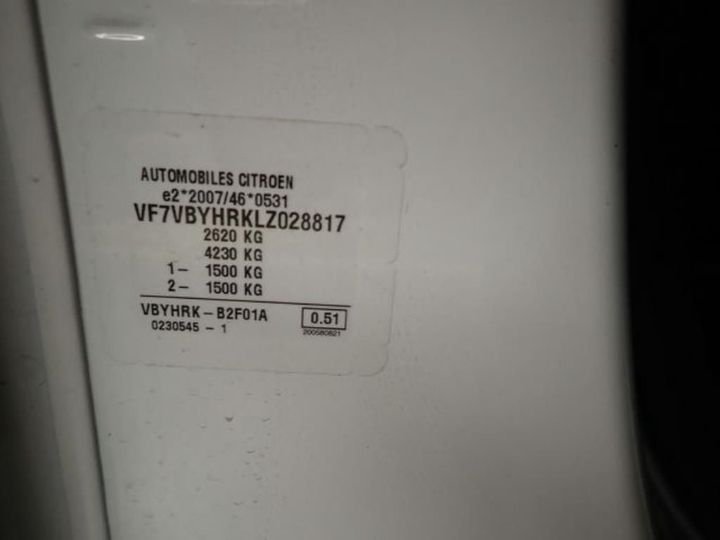 AUTOMOBILES CITROEN
e2*2007/46*0531
VF7VBYHRKLZ028817
2620 KG
4230 KG
1– 1500 KG
2– 1500 KG
VBYHRK – B2F01A 0.51
0230545 – 1 200580821